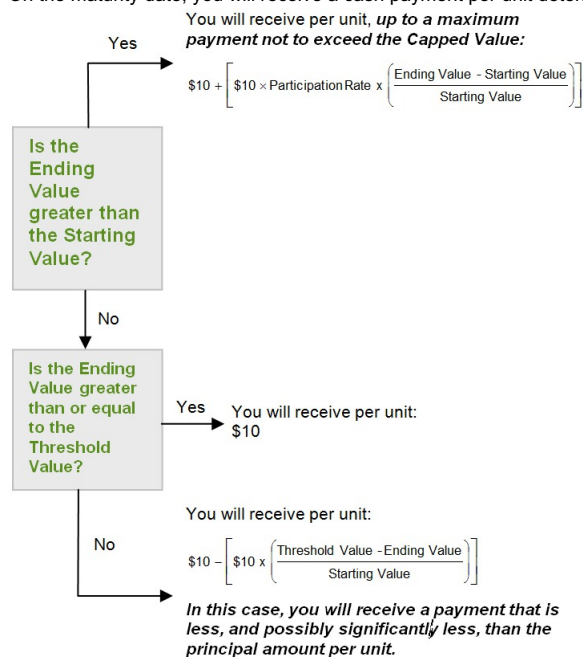 You will receive per unit, up to a maximum
payment not to exceed the Capped Value:
Yes
$10 + [ $10 × Participation Rate x ( Ending Value - Starting Value / Starting Value ) ]
Is the
Ending
Value
greater than
the Starting
Value?
No
Is the Ending
Value greater
than or equal
to the
Threshold
Value?
Yes
You will receive per unit:
$10
No
You will receive per unit:
$10 − [ $10 x ( Threshold Value - Ending Value / Starting Value ) ]
In this case, you will receive a payment that is
less, and possibly significantly less, than the
principal amount per unit.